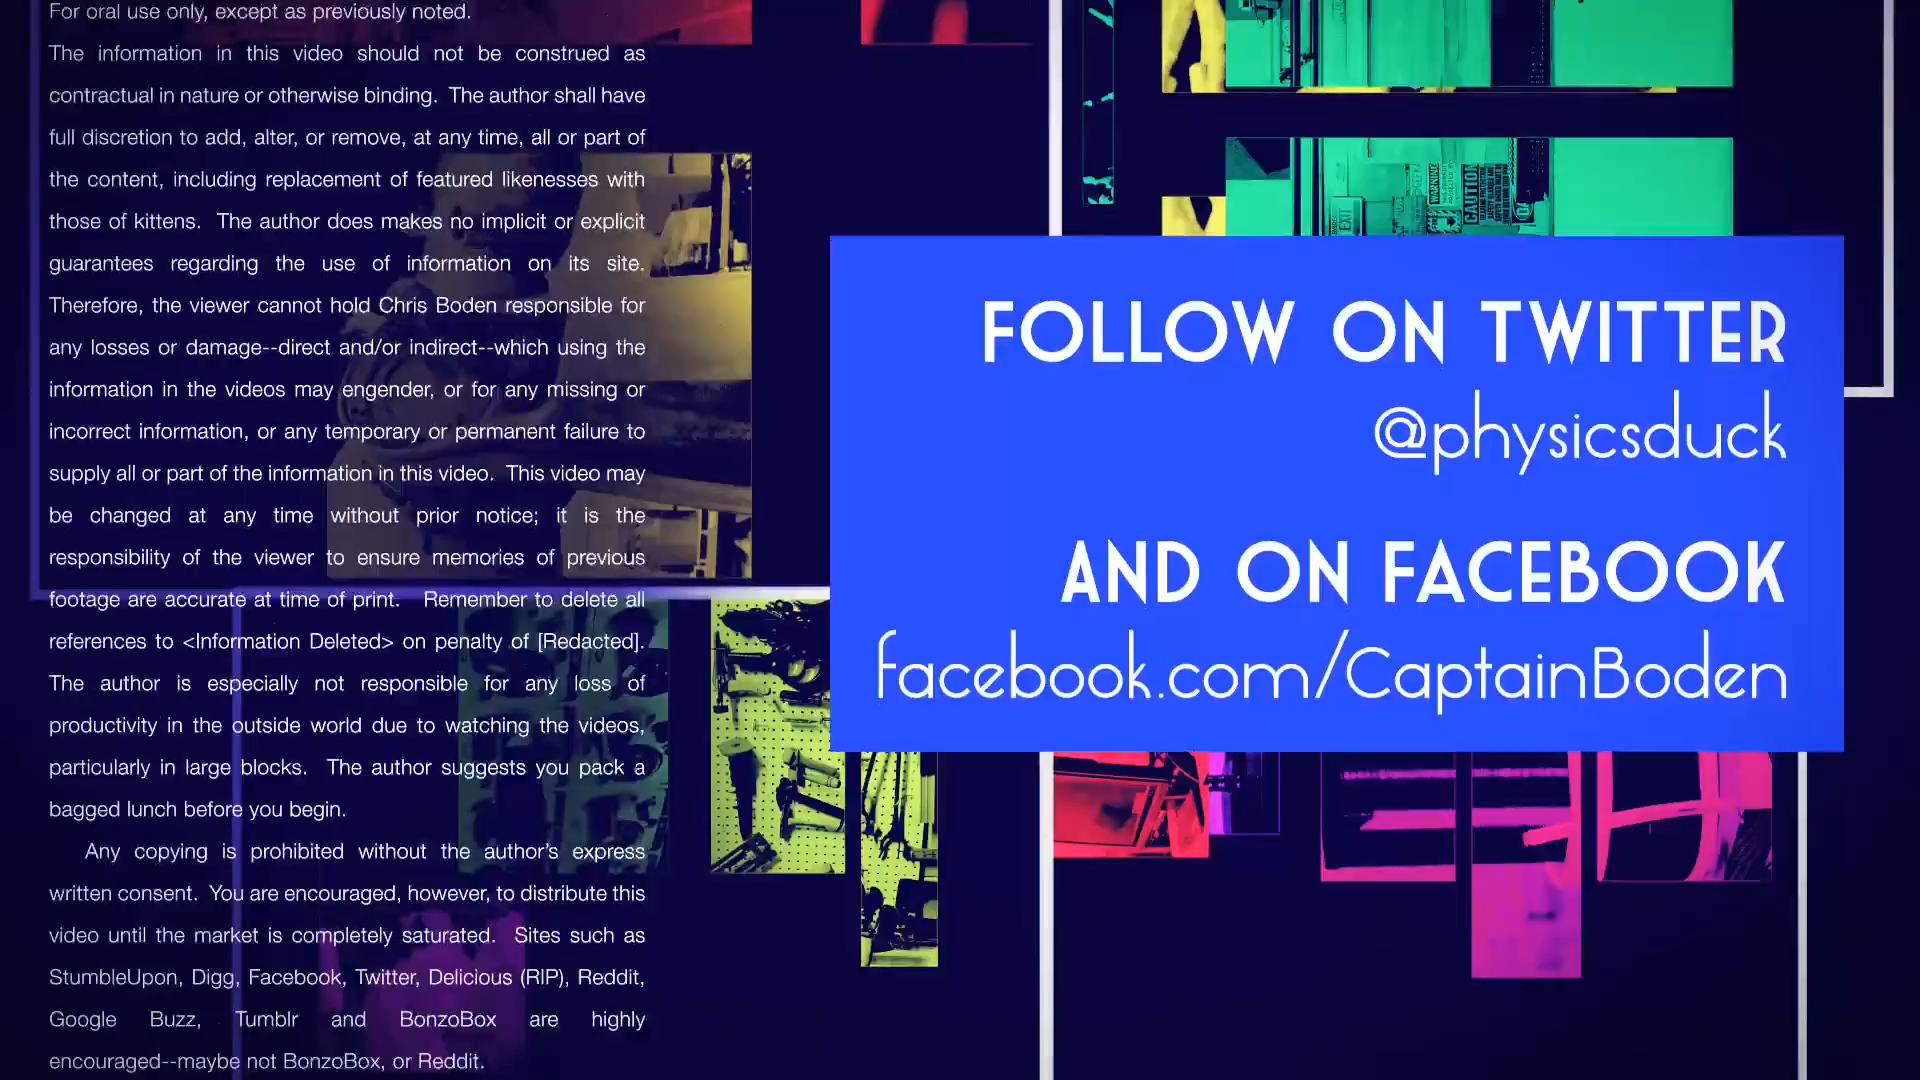 For oral use only, except as previously noted.
The information in this video should not be construed as
contractual in nature or otherwise binding. The author shall have
full discretion to add, alter, or remove, at any time, all or part of
the content, including replacement of featured likenesses with
those of kittens. The author does makes no implicit or explicit
guarantees regarding the use of information on its site.
Therefore, the viewer cannot hold Chris Boden responsible for
any losses or damage--direct and/or indirect--which using the
information in the videos may engender, or for any missing or
incorrect information, or any temporary or permanent failure to
supply all or part of the information in this video. This video may
be changed at any time without prior notice; it is the
responsibility of the viewer to ensure memories of previous
footage are accurate at time of print. Remember to delete all
references to <Information Deleted> on penalty of [Redacted].
The author is especially not responsible for any loss of
productivity in the outside world due to watching the videos,
particularly in large blocks. The author suggests you pack a
bagged lunch before you begin.
Any copying is prohibited without the author's express
written consent. You are encouraged, however, to distribute this
video until the market is completely saturated. Sites such as
StumbleUpon, Digg, Facebook, Twitter, Delicious (RIP), Reddit,
Google Buzz, Tumblr and BonzoBox are highly
encouraged--maybe not BonzoBox, or Reddit.
FOLLOW ON TWITTER
@physicsduck
AND ON FACEBOOK
facebook.com/CaptainBoden
EXIT
WARNING
CAUTION